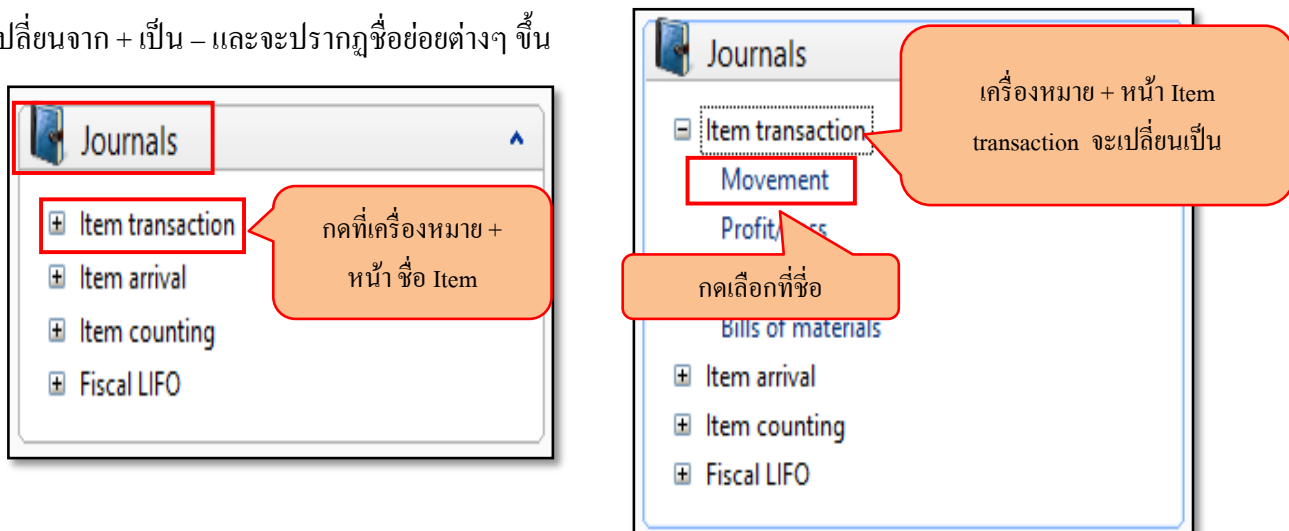 ปลี่ยนจาก + เป็น – และจะปรากฏชื่อย่อยต่างๆ ขึ้น
Journals
Item transaction
Item arrival
Item counting
Fiscal LIFO
กดที่เครื่องหมาย +
หน้า ชื่อ Item
Journals
Item transaction
Movement
Bills of materials
Item arrival
Item counting
Fiscal LIFO
เครื่องหมาย + หน้า Item
transaction จะเปลี่ยนเป็น
กดเลือกที่ชื่อ